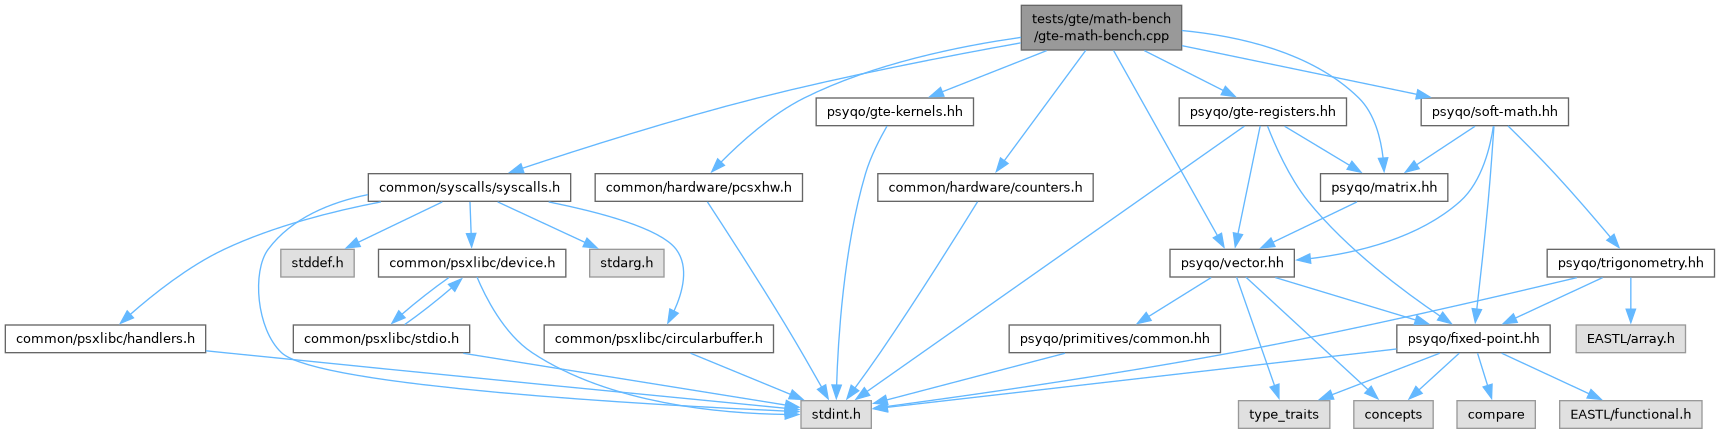 tests/gte/math-bench
/gte-math-bench.cpp
psyqo/gte-kernels.hh
psyqo/gte-registers.hh
psyqo/soft-math.hh
common/syscalls/syscalls.h
common/hardware/pcsxhw.h
common/hardware/counters.h
psyqo/matrix.hh
stddef.h
common/psxlibc/device.h
stdarg.h
psyqo/vector.hh
psyqo/trigonometry.hh
common/psxlibc/handlers.h
common/psxlibc/stdio.h
common/psxlibc/circularbuffer.h
psyqo/primitives/common.hh
psyqo/fixed-point.hh
EASTL/array.h
stdint.h
type_traits
concepts
compare
EASTL/functional.h